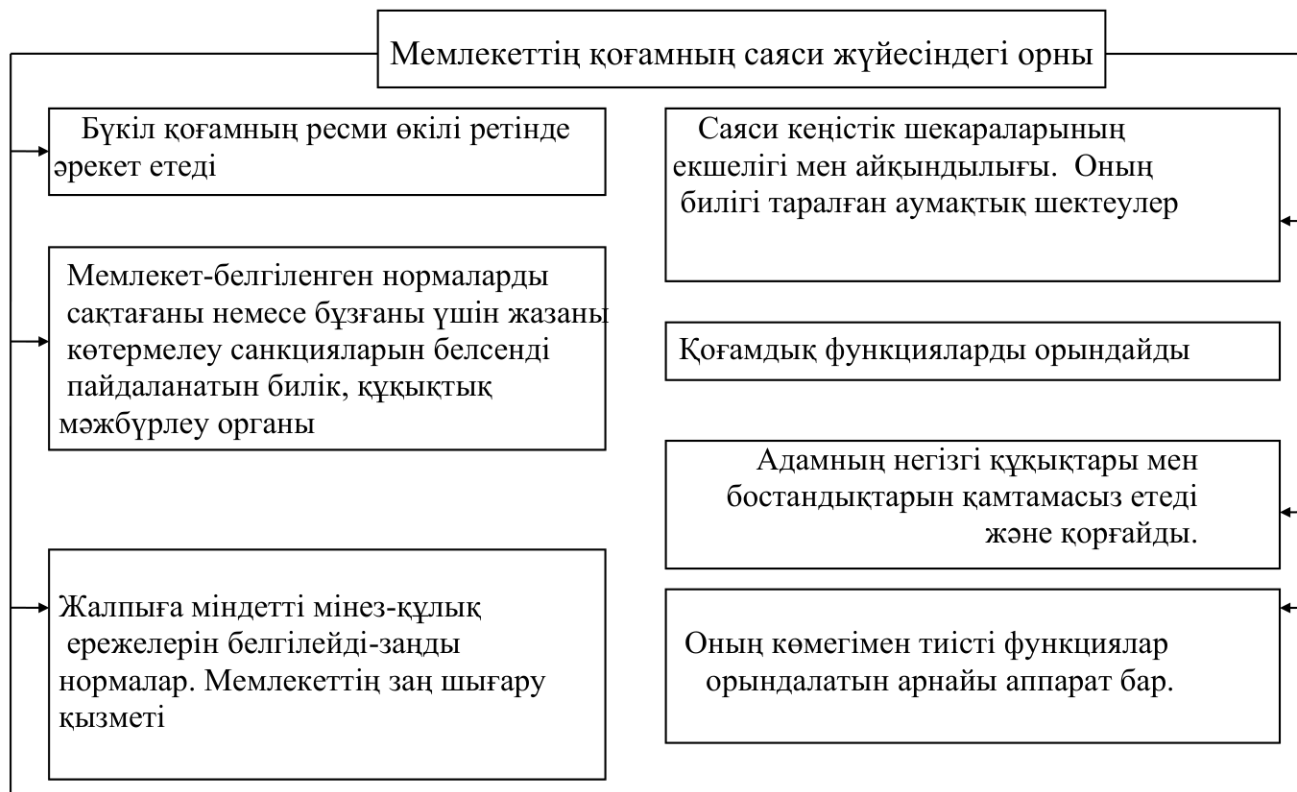 Мемлекеттің қоғамның саяси жүйесіндегі орны
Бүкіл қоғамның ресми өкілі ретінде
әрекет етеді
Мемлекет-белгіленген нормаларды
сақтағаны немесе бұзғаны үшін жазаны
көтермелеу санкцияларын белсенді
пайдаланатын билік, құқықтық
мәжбүрлеу органы
Жалпыға міндетті мінез-құлық
ережелерін белгілейді-заңды
нормалар. Мемлекеттің заң шығару
қызметі
Саяси кеңістік шекараларының
екшелігі мен айқындылығы. Оның
билігі таралған аумақтық шектеулер
Қоғамдық функцияларды орындайды
Адамның негізгі құқықтары мен
бостандықтарын қамтамасыз етеді
және қорғайды.
Оның көмегімен тиісті функциялар
орындалатын арнайы аппарат бар.